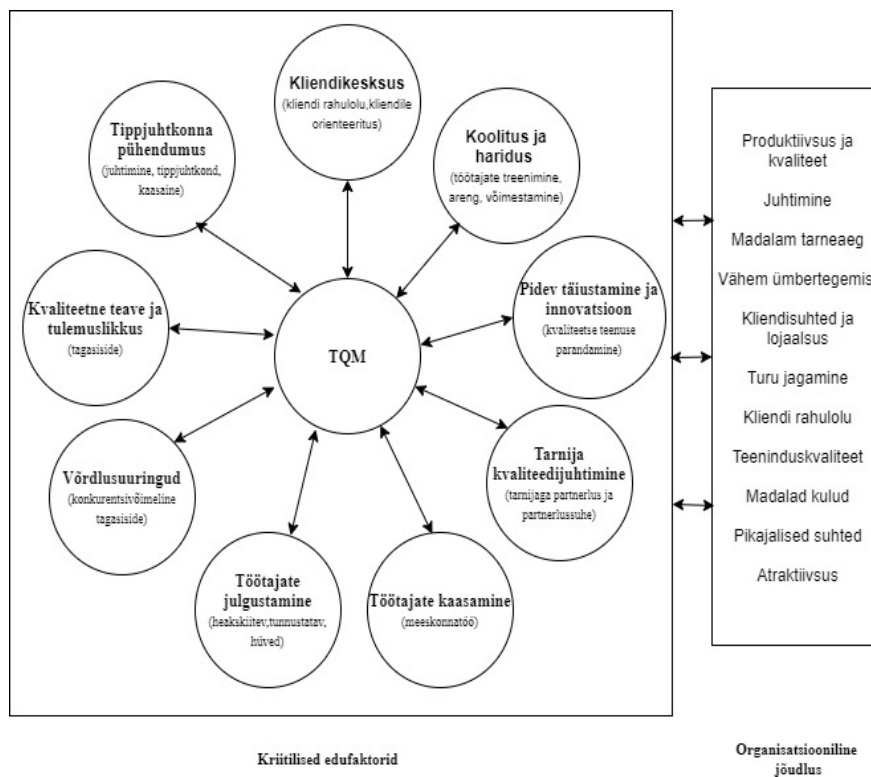 Kliendikesksus
(kliendi rahulolu,kliendile
orienteeritus)
Tippjuhtkonna
pühendumus
(juhtimine, tippjuhtkond,
kaasaine)
Koolitus ja
haridus
(töötajate treenimine,
areng, võimestamine)
Kvaliteetne teave ja
tulemuslikkus
(tagasiside)
TQM
Pidev täiustamine ja
innovatsioon
(kvaliteetse teenuse
parandamine)
Võrdlusuuringud
(konkurentsivõimeline
tagasiside)
Tarnija
kvaliteedijuhtimine
(tarnijaga partnerlus ja
partnerlussuhe)
Töötajate
julgustamine
(heakskiitev,tunnustatav,
hüved)
Töötajate kaasamine
(meeskonnatöö)
Produktiivsus ja
kvaliteet
Juhtimine
Madalam tarneaeg
Vähem ümbertegemis
Kliendisuhted ja
lojaalsus
Turu jagamine
Kliendi rahulolu
Teeninduskvaliteet
Madalad kulud
Pikajalised suhted
Atraktiivsus
Kriitilised edufaktorid
Organisatsiooniline
jõudlus